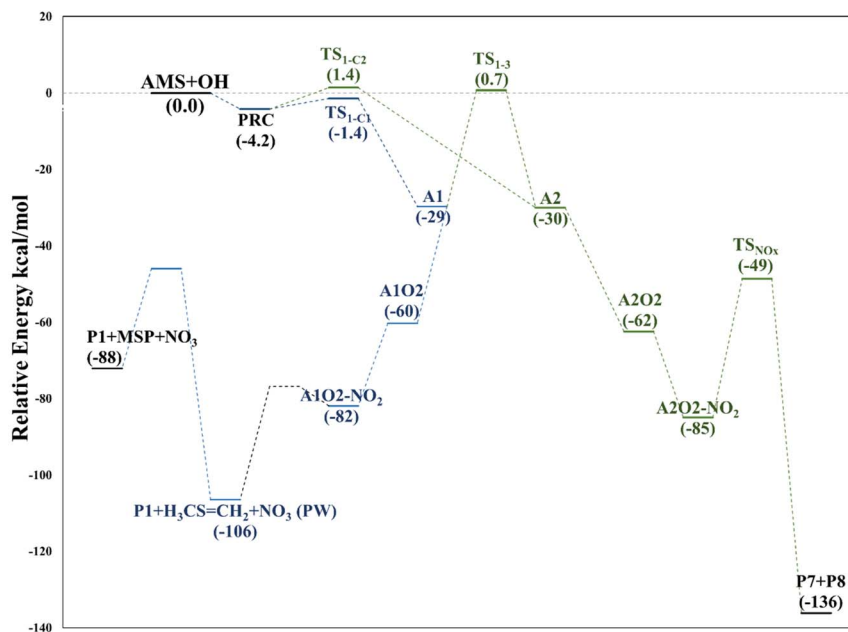 Relative Energy kcal/mol
20
0
-20
-40
-60
-80
-100
-120
-140
AMS+OH
(0.0)
PRC
(-4.2)
TS1-C2
(1.4)
TS1-C1
(-1.4)
TS1-3
(0.7)
A1
(-29)
A2
(-30)
A1O2
(-60)
A2O2
(-62)
TSNOx
(-49)
P1+MSP+NO3
(-88)
A1O2-NO2
(-82)
A2O2-NO2
(-85)
P1+H3CS=CH2+NO3 (PW)
(-106)
P7+P8
(-136)